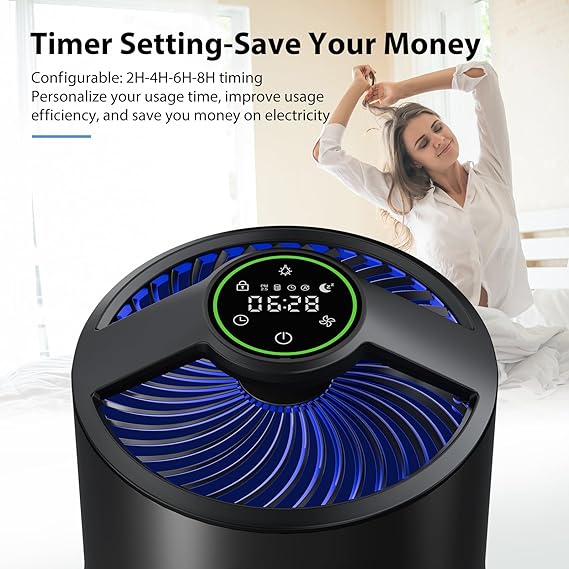 Timer Setting-Save Your Money
Configurable: 2H-4H-6H-8H timing
Personalize your usage time, improve usage
efficiency, and save you money on electricity
06:28